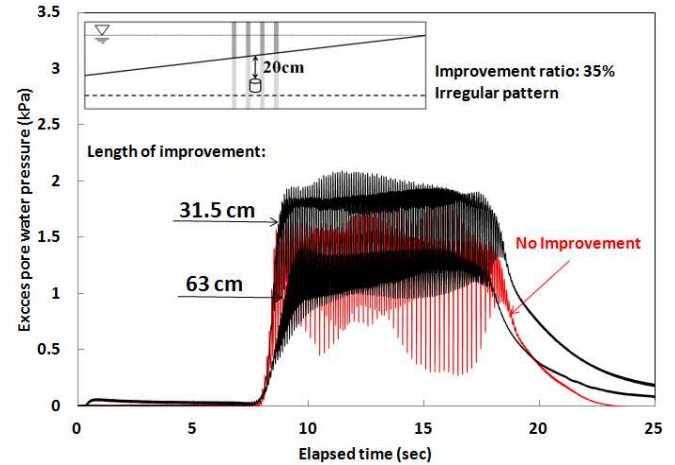 3.5
3
2.5
2
1.5
1
0.5
0
Excces pore water pressure (kPa)
20cm
Improvement ratio: 35%
Irregular pattern
Length of improvement:
31.5 cm
63 cm
No Improvement
0
5
10
15
20
25
Elapsed time (sec)